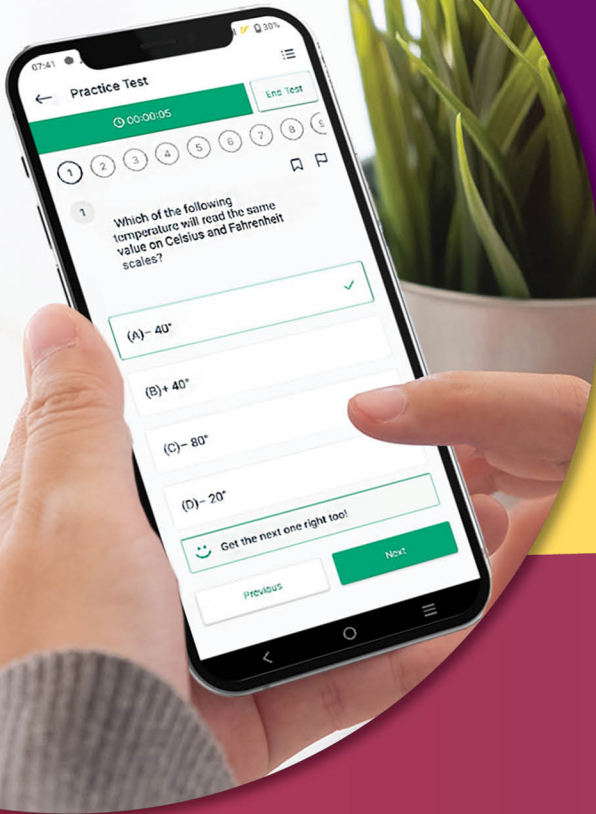 07:41 30%
Practice Test
00:00:05 End Test
1 2 3 4 5 6 7 8
1 Which of the following
temperature will read the same
value on Celsius and Fahrenheit
scales?
(A)– 40°
(B)+ 40°
(C)– 80°
(D)– 20°
Get the next one right too!
Previous Next